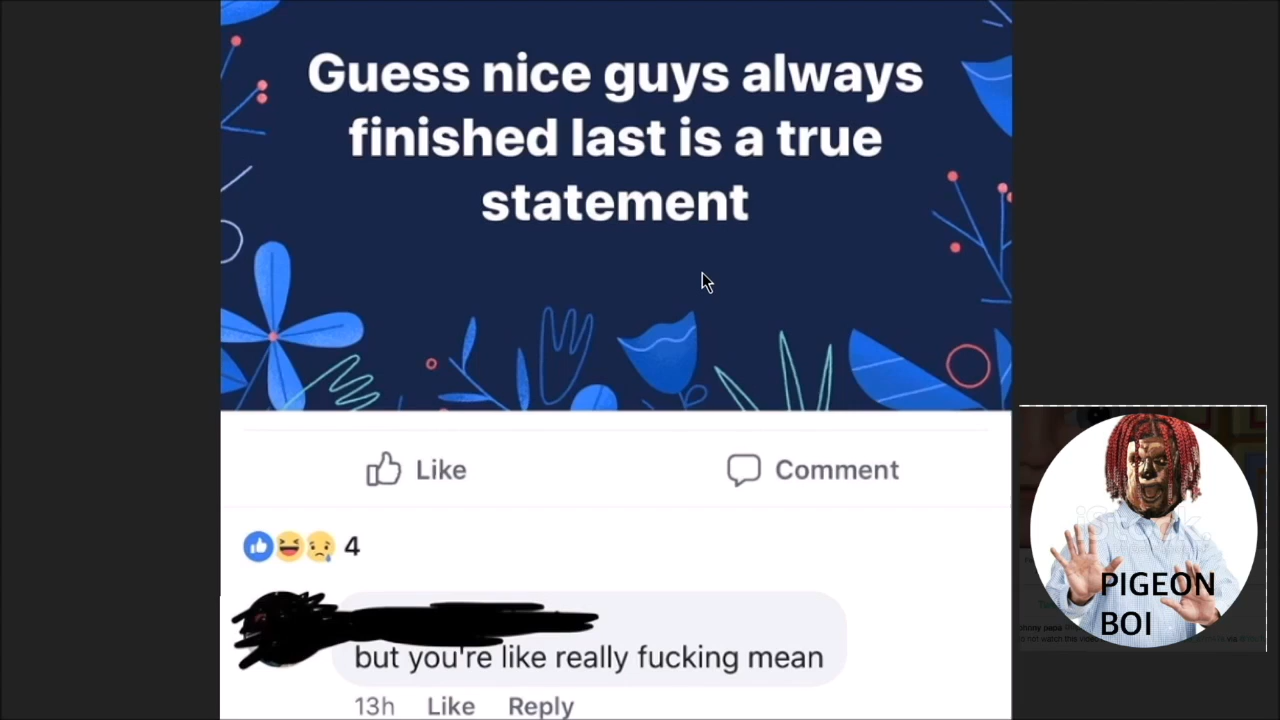 Guess nice guys always
finished last is a true
statement
Like
Comment
4
but you're like really fucking mean
13h Like Reply
iStock
PIGEON
BOI